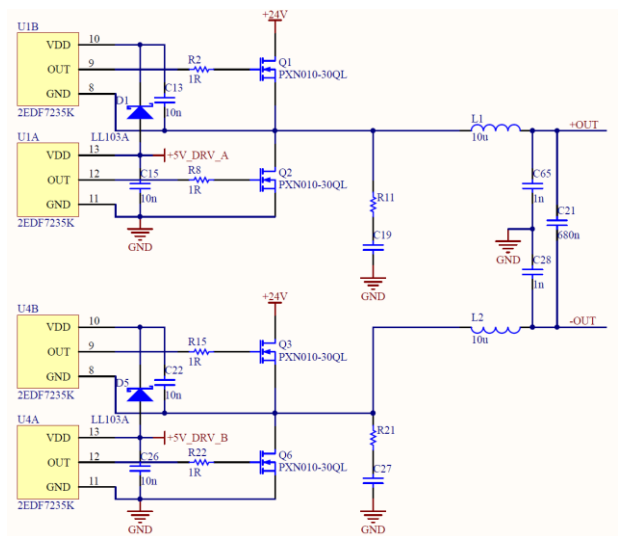 +24V
U1B
VDD 10
OUT 9
GND 8
2EDF7235K
R2
1R
Q1
PXN010-30QL
C13
10n
D1
LL103A
U1A
VDD 13
OUT 12
GND 11
2EDF7235K
+5V_DRV_A
C15
10n
R8
1R
Q2
PXN010-30QL
GND
R11
C19
GND
L1
10u
+OUT
C65
1n
C21
680n
GND
C28
1n
+24V
U4B
VDD 10
OUT 9
GND 8
2EDF7235K
R15
1R
Q3
PXN010-30QL
C22
10n
D5
LL103A
L2
10u
-OUT
U4A
VDD 13
OUT 12
GND 11
2EDF7235K
+5V_DRV_B
C26
10n
R22
1R
Q6
PXN010-30QL
GND
R21
C27
GND